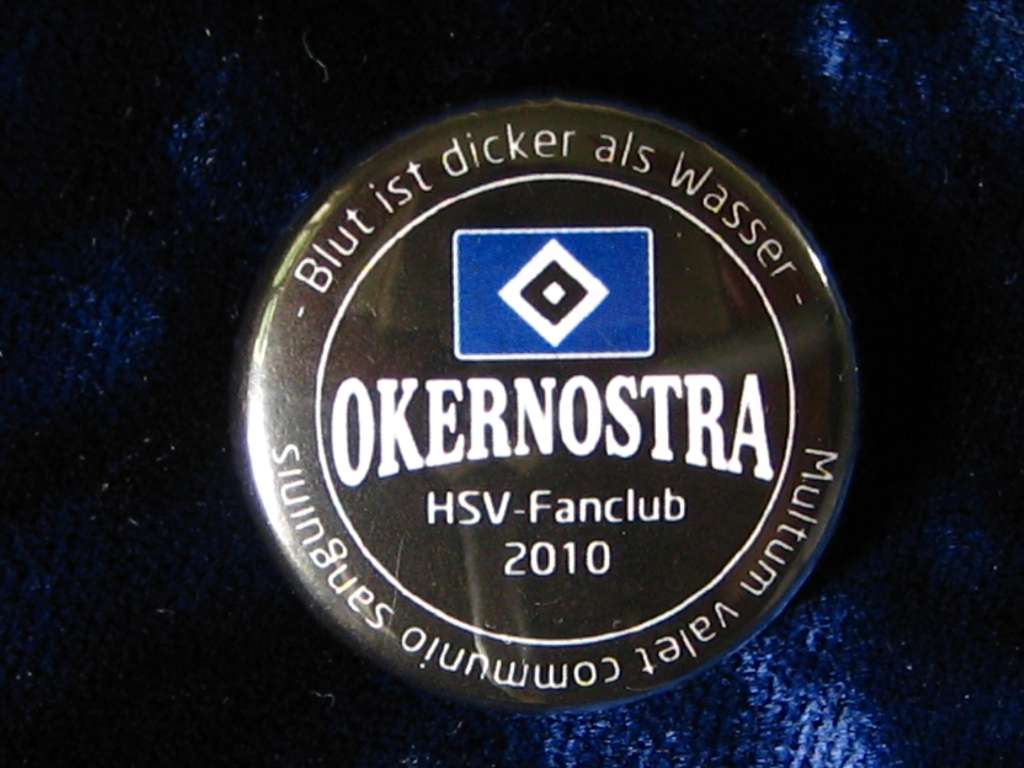 - Blut ist dicker als Wasser -
OKERNOSTRA
HSV-Fanclub
2010
Multum valet communio Sanguinis